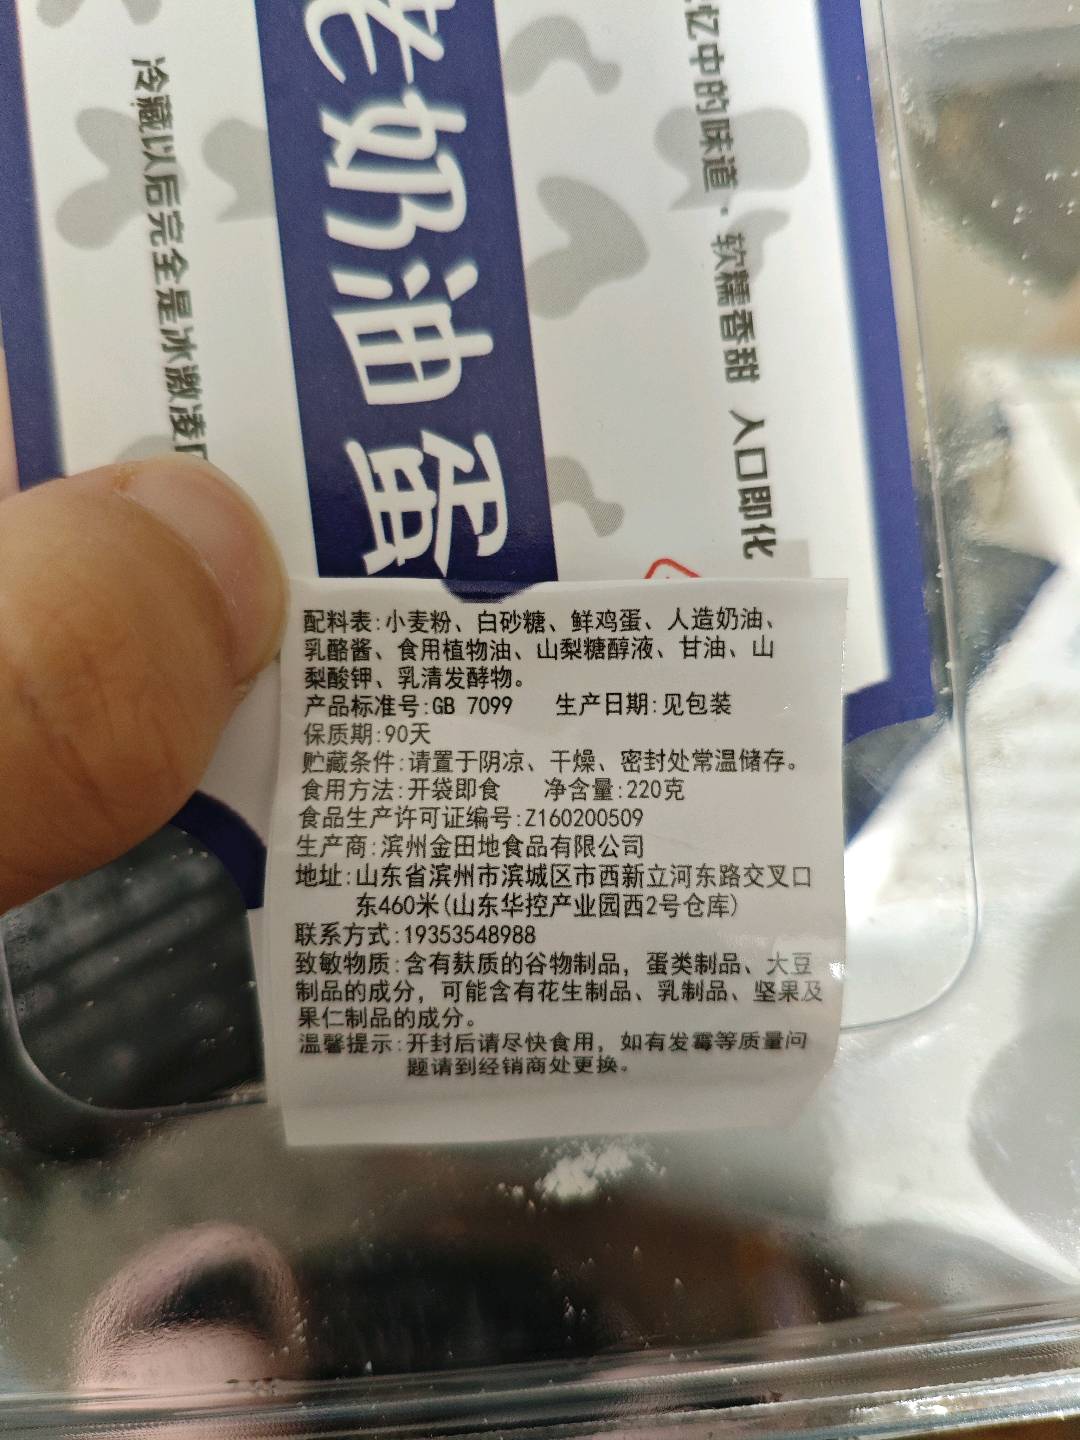 老奶油蛋
忆中的味道·软糯香甜 入口即化
冷藏以后完全是冰激凌
配料表:小麦粉、白砂糖、鲜鸡蛋、人造奶油、
乳酪酱、食用植物油、山梨糖醇液、甘油、山
梨酸钾、乳清发酵物。
产品标准号:GB 7099 生产日期:见包装
保质期:90天
贮藏条件:请置于阴凉、干燥、密封处常温储存。
食用方法:开袋即食 净含量:220克
食品生产许可证编号:Z160200509
生产商:滨州金田地食品有限公司
地址:山东省滨州市滨城区市西新立河东路交叉口
东460米(山东华控产业园西2号仓库)
联系方式:19353548988
致敏物质:含有麸质的谷物制品，蛋类制品、大豆
制品的成分，可能含有花生制品、乳制品、坚果及
果仁制品的成分。
温馨提示:开封后请尽快食用，如有发霉等质量问
题请到经销商处更换。